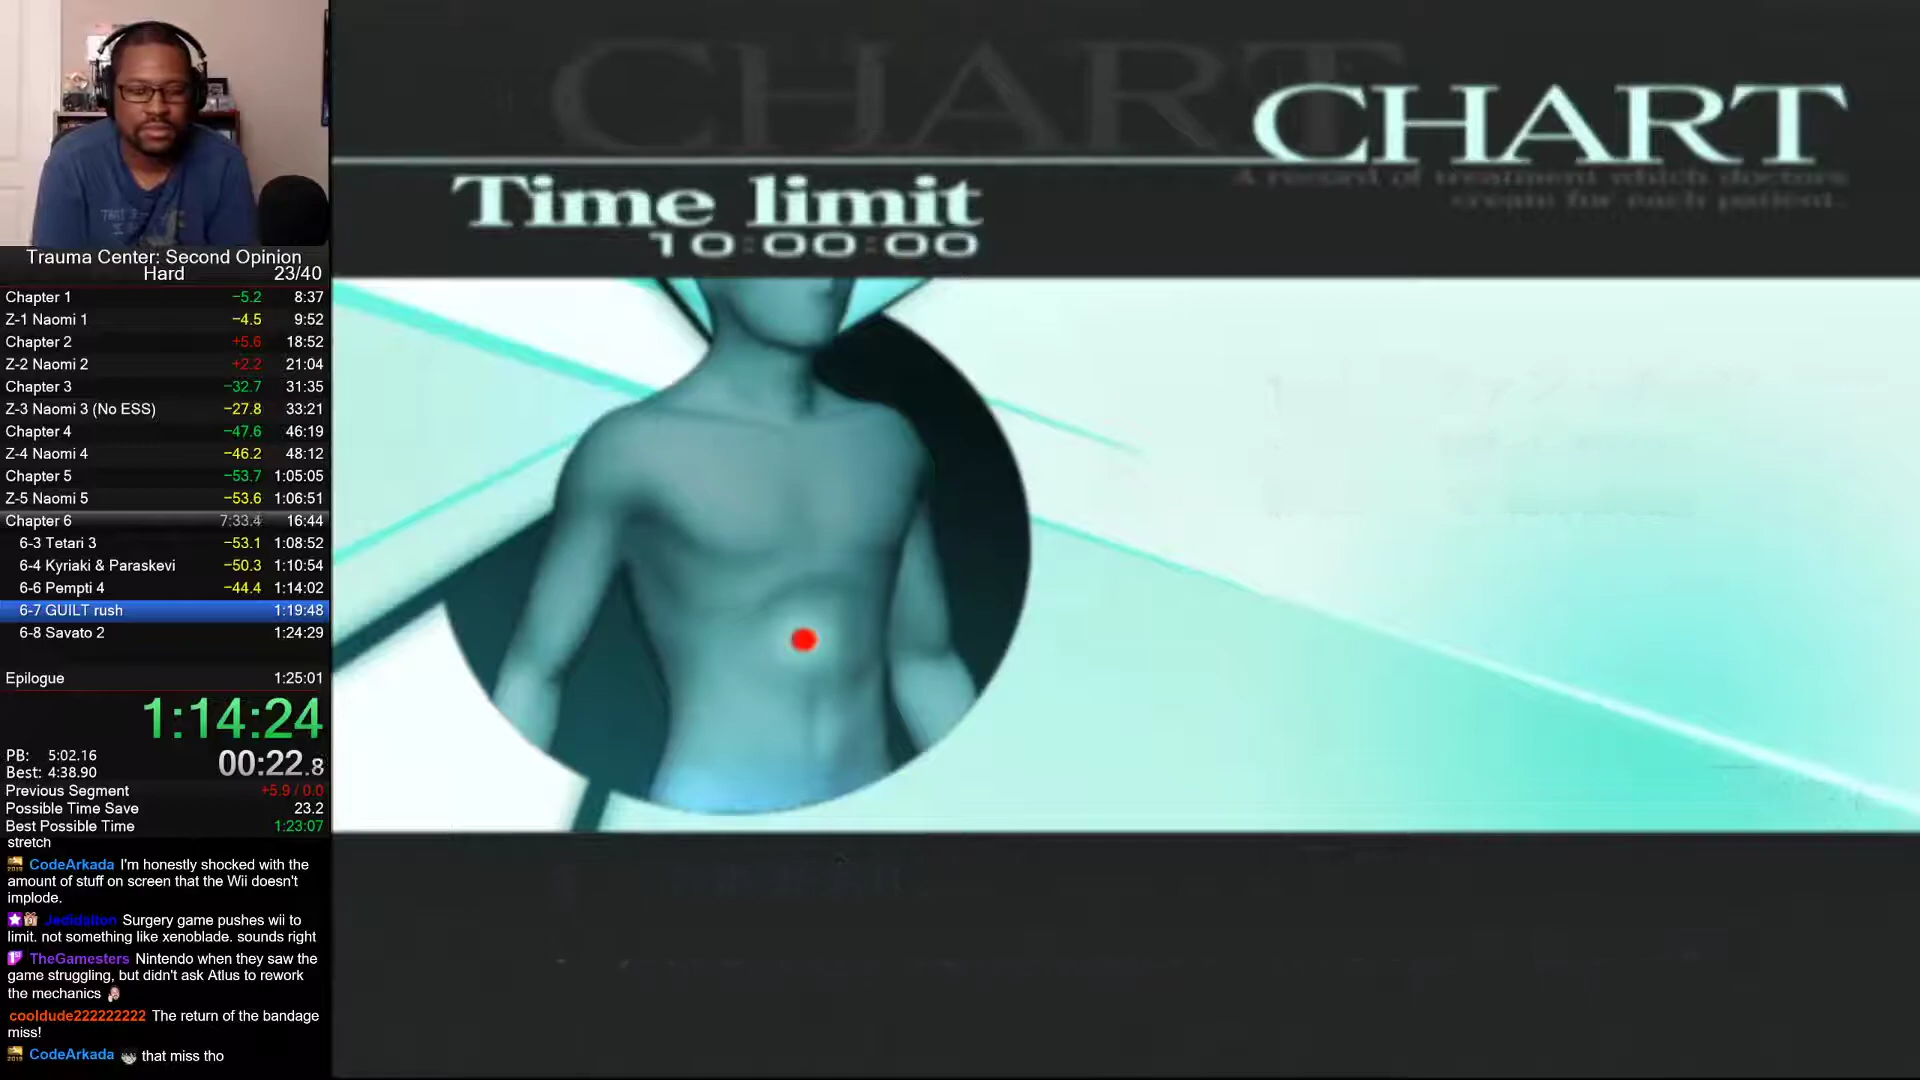 CHART
CHART
Time limit
10:00:00
A record of treatment which doctors
create for each patient.
Trauma Center: Second Opinion
Hard 23/40
Chapter 1 −5.2 8:37
Z-1 Naomi 1 −4.5 9:52
Chapter 2 +5.6 18:52
Z-2 Naomi 2 +2.2 21:04
Chapter 3 −32.7 31:35
Z-3 Naomi 3 (No ESS) −27.8 33:21
Chapter 4 −47.6 46:19
Z-4 Naomi 4 −46.2 48:12
Chapter 5 −53.7 1:05:05
Z-5 Naomi 5 −53.6 1:06:51
Chapter 6 7:33.4 16:44
6-3 Tetari 3 −53.1 1:08:52
6-4 Kyriaki & Paraskevi −50.3 1:10:54
6-6 Pempti 4 −44.4 1:14:02
6-7 GUILT rush 1:19:48
6-8 Savato 2 1:24:29
Epilogue 1:25:01
1:14:24
PB: 5:02.16
Best: 4:38.90
00:22.8
Previous Segment +5.9 / 0.0
Possible Time Save 23.2
Best Possible Time 1:23:07
stretch
CodeArkada I'm honestly shocked with the
amount of stuff on screen that the Wii doesn't
implode.
Jedidalton Surgery game pushes wii to
limit. not something like xenoblade. sounds right
TheGamesters Nintendo when they saw the
game struggling, but didn't ask Atlus to rework
the mechanics
cooldude222222222 The return of the bandage
miss!
CodeArkada that miss tho